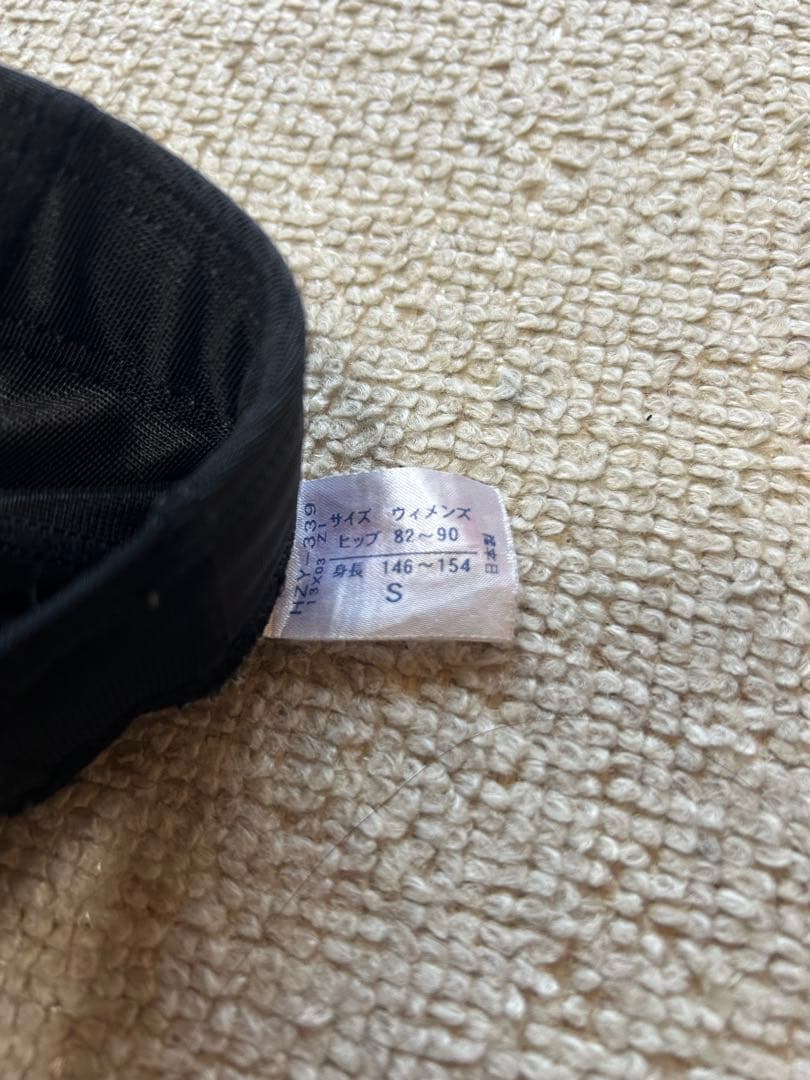 サイズ ウィメンズ
ヒップ 82～90
身長 146～154
S
HZY-339
13X03 Z1
日本製